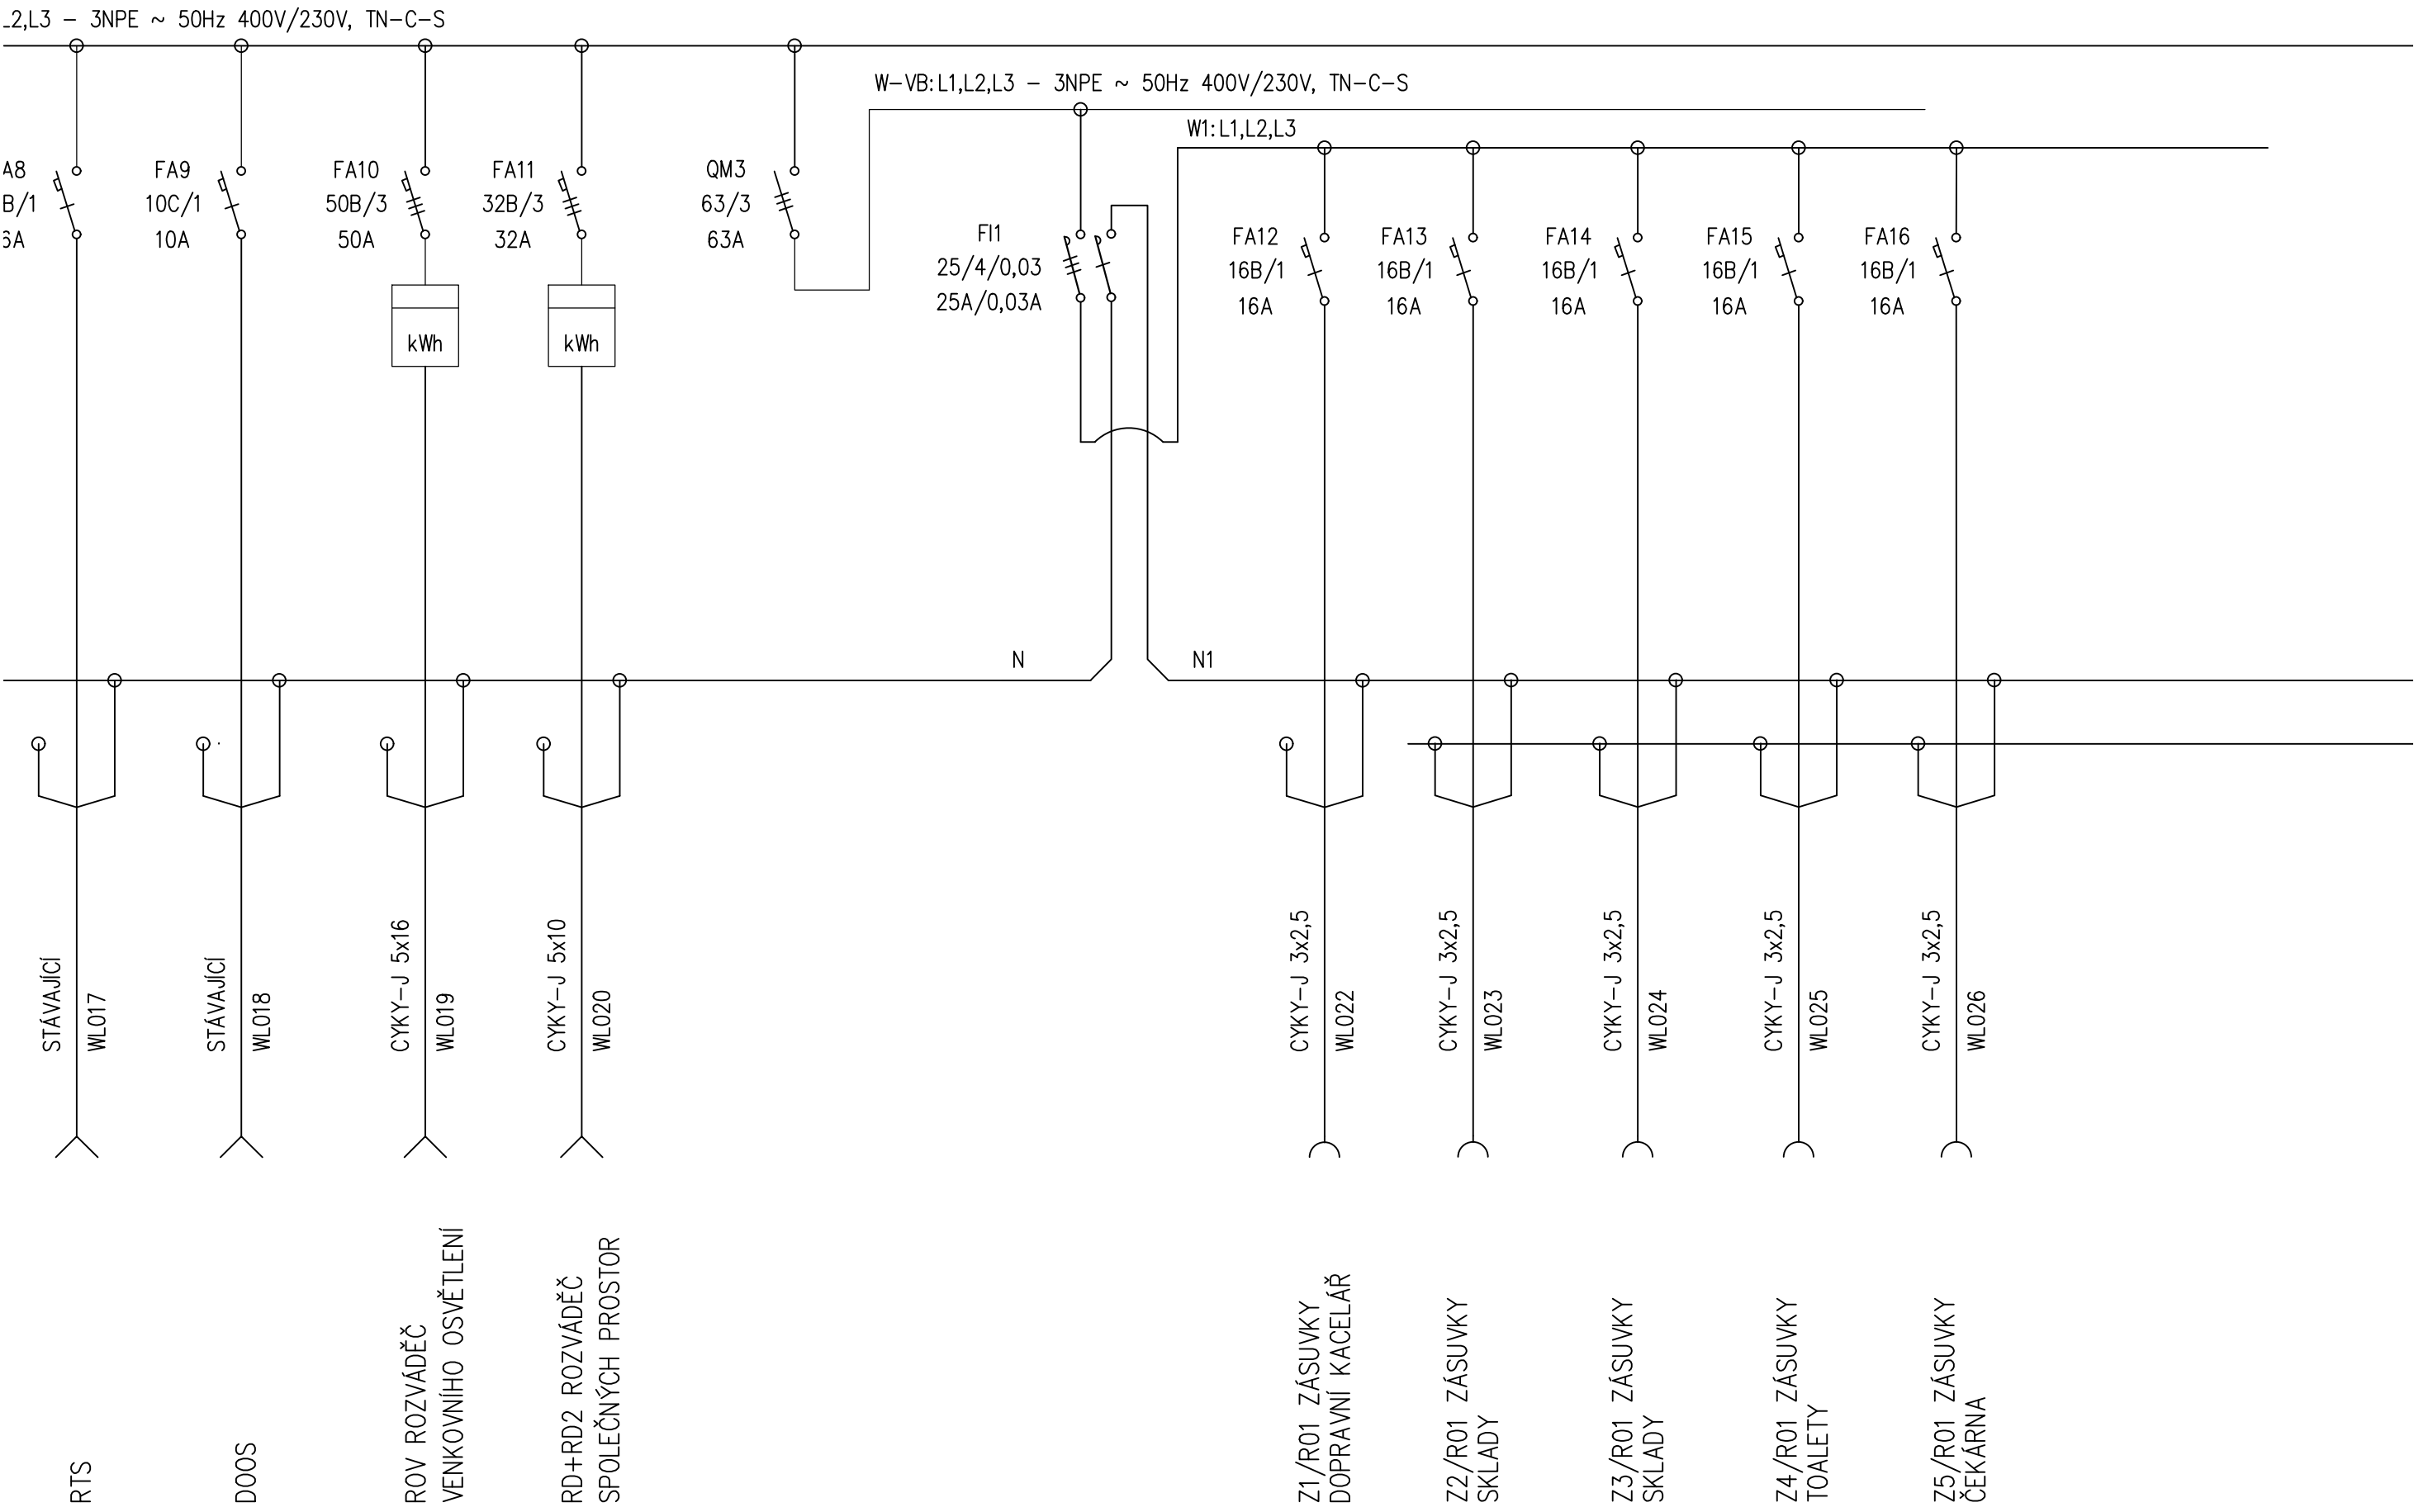 2,L3 – 3NPE ~ 50Hz 400V/230V, TN–C–S
W–VB:L1,L2,L3 – 3NPE ~ 50Hz 400V/230V, TN–C–S
W1:L1,L2,L3
A8
B/1
FA9
10C/1
10A
FA10
50B/3
50A
FA11
32B/3
32A
QM3
63/3
63A
FI1
25/4/0,03
25A/0,03A
FA12
16B/1
16A
FA13
16B/1
16A
FA14
16B/1
16A
FA15
16B/1
16A
FA16
16B/1
16A
kWh
kWh
N
N1
STÁVAJÍCÍ
WL017
STÁVAJÍCÍ
WL018
CYKY–J 5x16
WL019
CYKY–J 5x10
WL020
CYKY–J 3x2,5
WL022
CYKY–J 3x2,5
WL023
CYKY–J 3x2,5
WL024
CYKY–J 3x2,5
WL025
CYKY–J 3x2,5
WL026
RTS
DOOS
ROV ROZVÁDĚČ
VENKOVNÍHO OSVĚTLENÍ
RD+RD2 ROZVÁDĚČ
SPOLEČNÝCH PROSTOR
Z1/R01 ZÁSUVKY
DOPRAVNÍ KACELÁŘ
Z2/R01 ZÁSUVKY
SKLADY
Z3/R01 ZÁSUVKY
SKLADY
Z4/R01 ZÁSUVKY
TOALETY
Z5/R01 ZÁSUVKY
ČEKÁRNA